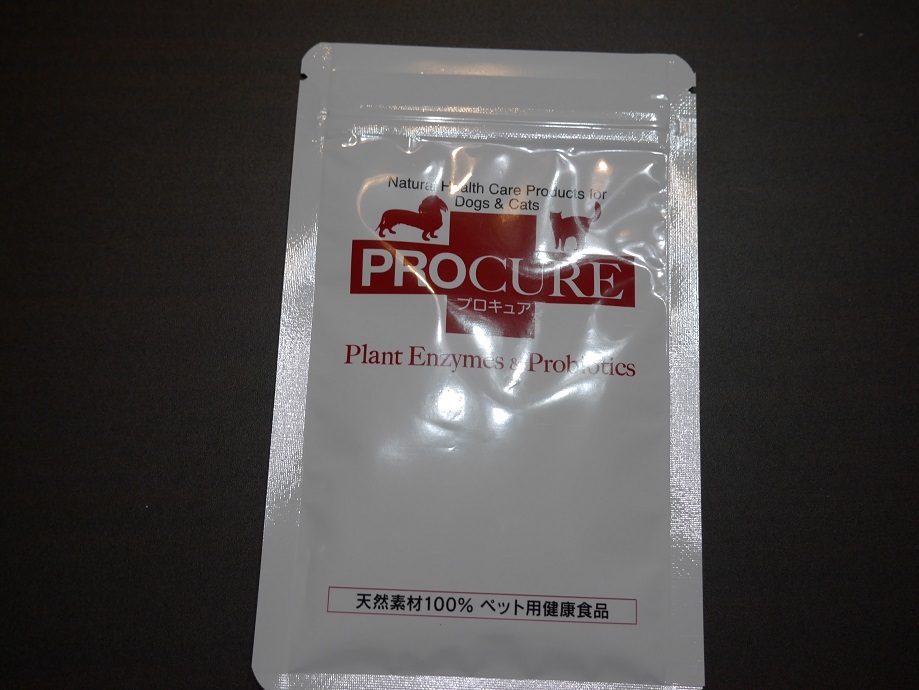 Natural Health Care Products for
Dogs & Cats
PROCURE
プロキュア
Plant Enzymes & Probiotics
天然素材100% ペット用健康食品